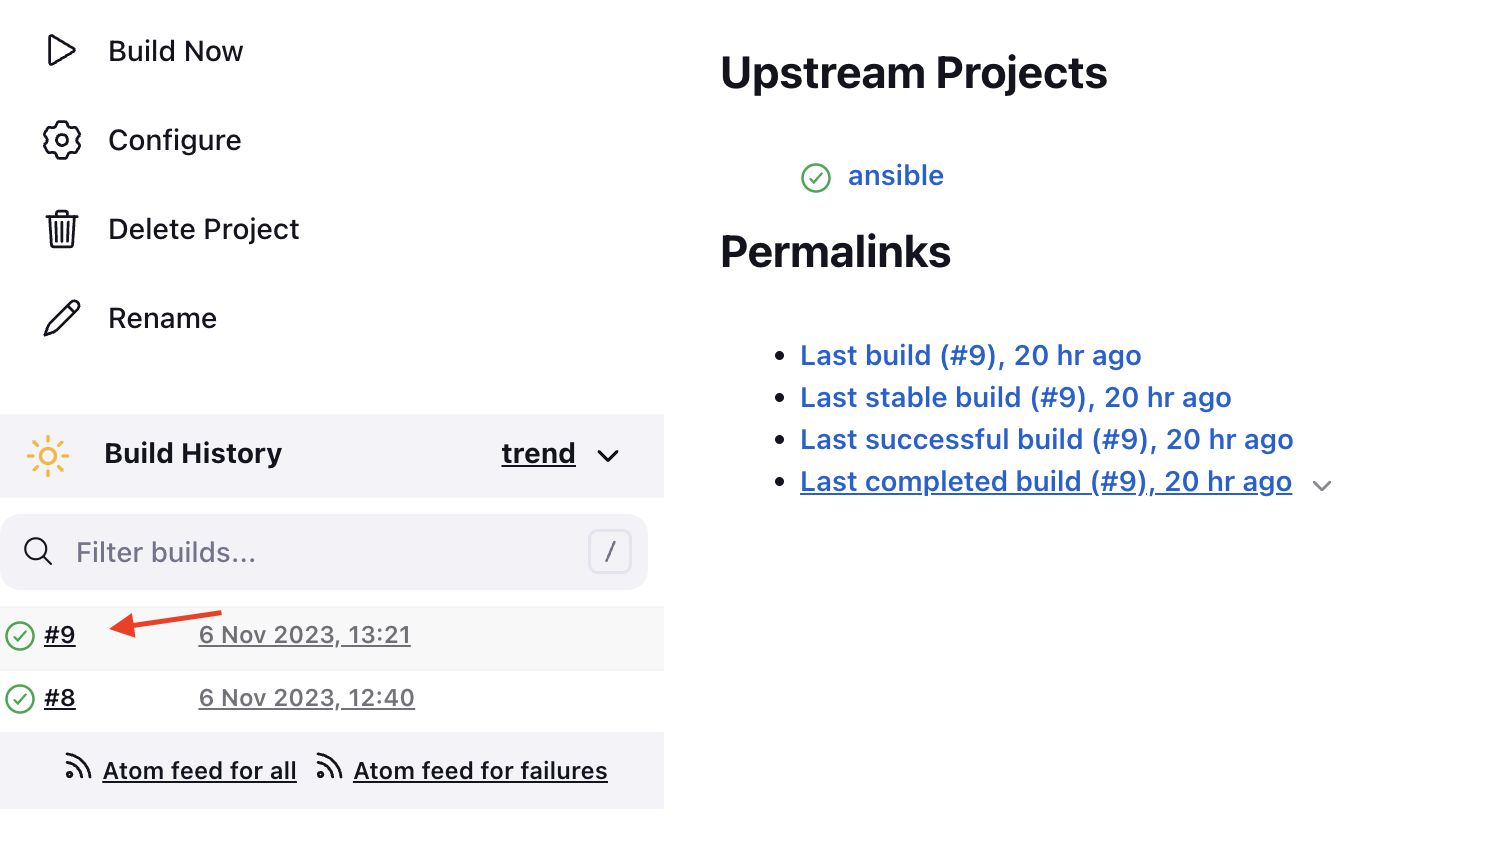 Build Now
Configure
Delete Project
Rename
Build History trend
Filter builds... /
#9 6 Nov 2023, 13:21
#8 6 Nov 2023, 12:40
Atom feed for all Atom feed for failures
Upstream Projects
ansible
Permalinks
Last build (#9), 20 hr ago
Last stable build (#9), 20 hr ago
Last successful build (#9), 20 hr ago
Last completed build (#9), 20 hr ago